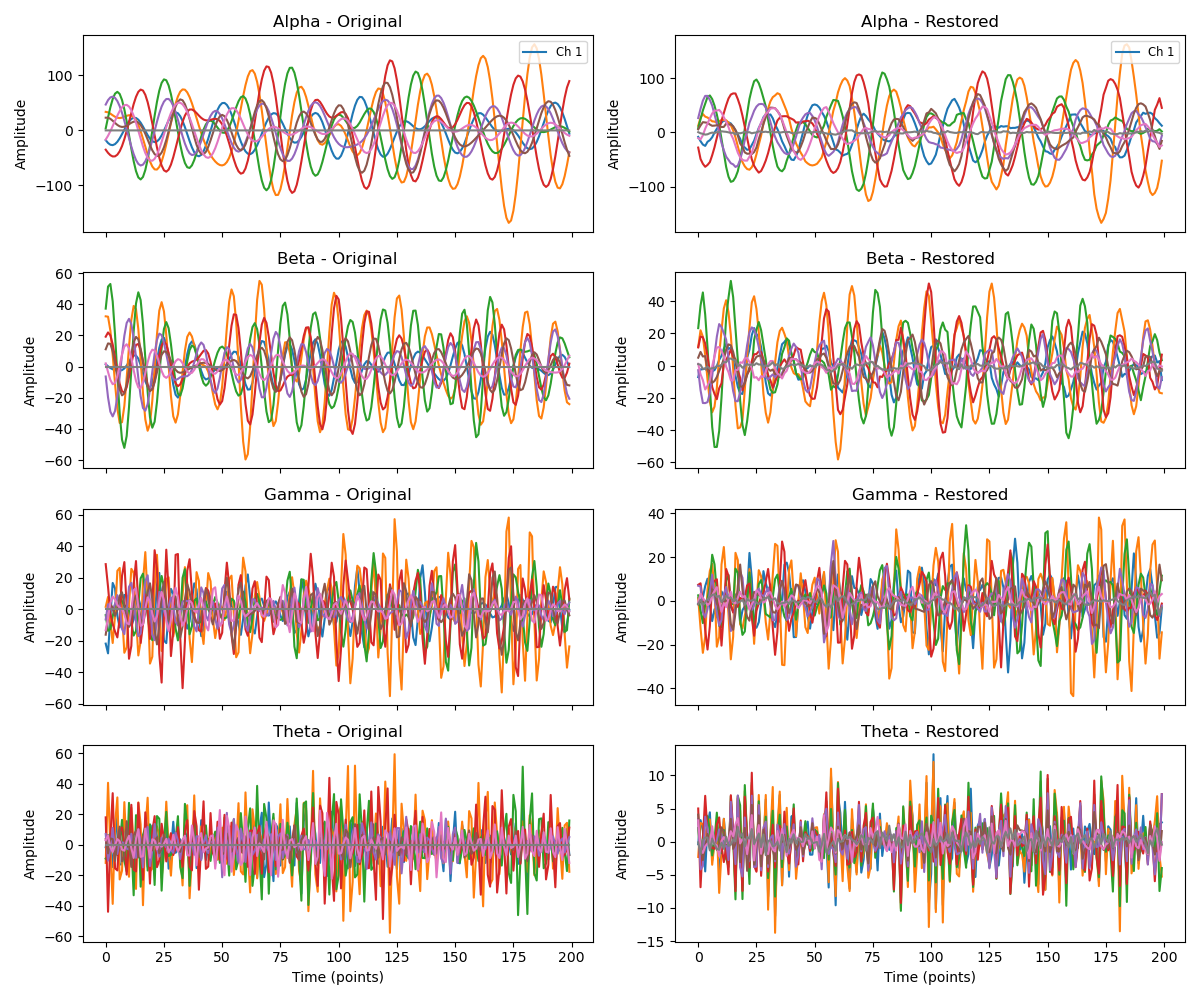 Alpha - Original
Alpha - Restored
Amplitude
100
0
−100
Ch 1
Amplitude
100
0
−100
Ch 1
Beta - Original
Beta - Restored
Amplitude
60
40
20
0
−20
−40
−60
Amplitude
40
20
0
−20
−40
−60
Gamma - Original
Gamma - Restored
Amplitude
60
40
20
0
−20
−40
−60
Amplitude
40
20
0
−20
−40
Theta - Original
Theta - Restored
Amplitude
60
40
20
0
−20
−40
−60
Amplitude
10
5
0
−5
−10
−15
0 25 50 75 100 125 150 175 200
0 25 50 75 100 125 150 175 200
Time (points)
Time (points)